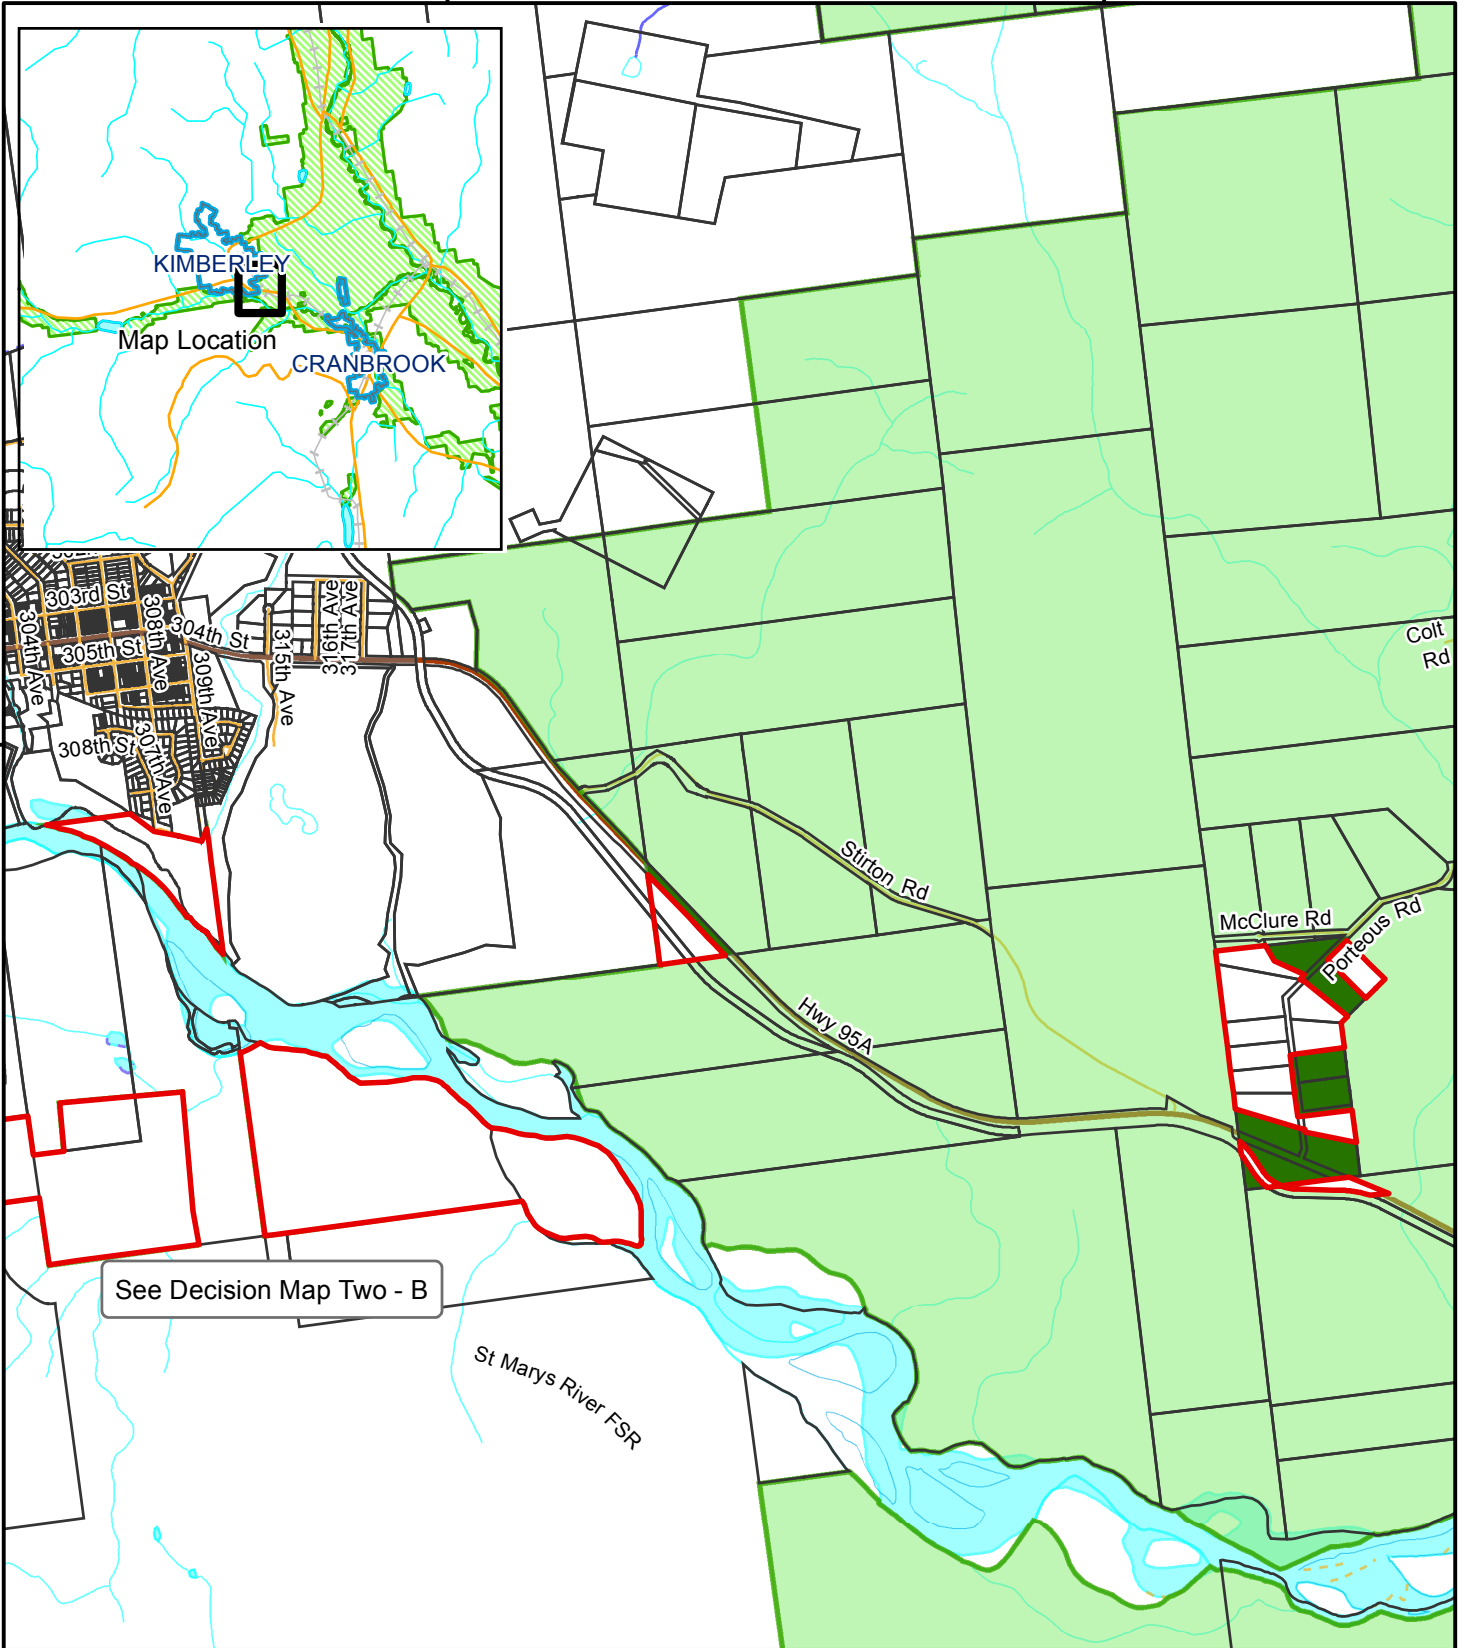 KIMBERLEY
Map Location
CRANBROOK
303rd St
304th Ave
305th St
308th Ave
304th St
309th Ave
315th Ave
316th Ave
317th Ave
308th St
307th Ave
Colt
Rd
Stirton Rd
McClure Rd
Porteous Rd
Hwy 95A
See Decision Map Two - B
St Marys River FSR